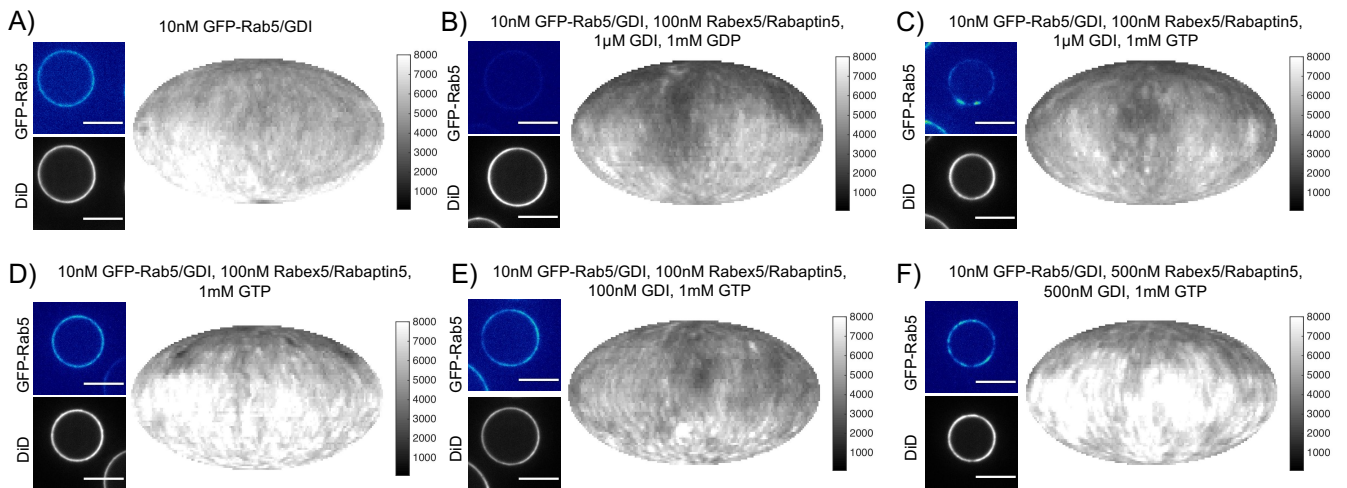 A)
10nM GFP-Rab5/GDI
GFP-Rab5
DiD
8000
7000
6000
5000
4000
3000
2000
1000
B)
10nM GFP-Rab5/GDI, 100nM Rabex5/Rabaptin5,
1µM GDI, 1mM GDP
GFP-Rab5
DiD
8000
7000
6000
5000
4000
3000
2000
1000
C)
10nM GFP-Rab5/GDI, 100nM Rabex5/Rabaptin5,
1µM GDI, 1mM GTP
GFP-Rab5
DiD
8000
7000
6000
5000
4000
3000
2000
1000
D)
10nM GFP-Rab5/GDI, 100nM Rabex5/Rabaptin5,
1mM GTP
GFP-Rab5
DiD
8000
7000
6000
5000
4000
3000
2000
1000
E)
10nM GFP-Rab5/GDI, 100nM Rabex5/Rabaptin5,
100nM GDI, 1mM GTP
GFP-Rab5
DiD
8000
7000
6000
5000
4000
3000
2000
1000
F)
10nM GFP-Rab5/GDI, 500nM Rabex5/Rabaptin5,
500nM GDI, 1mM GTP
GFP-Rab5
DiD
8000
7000
6000
5000
4000
3000
2000
1000